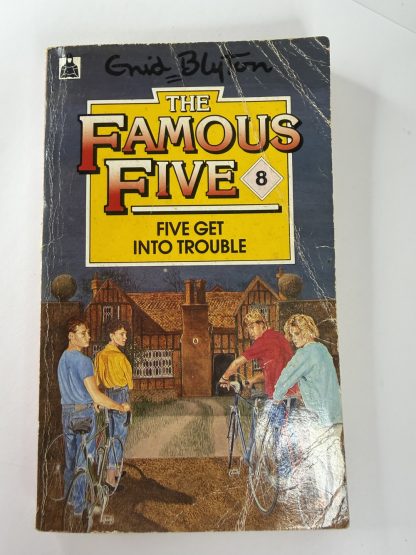 Enid Blyton
THE
FAMOUS
FIVE
8
FIVE GET
INTO TROUBLE